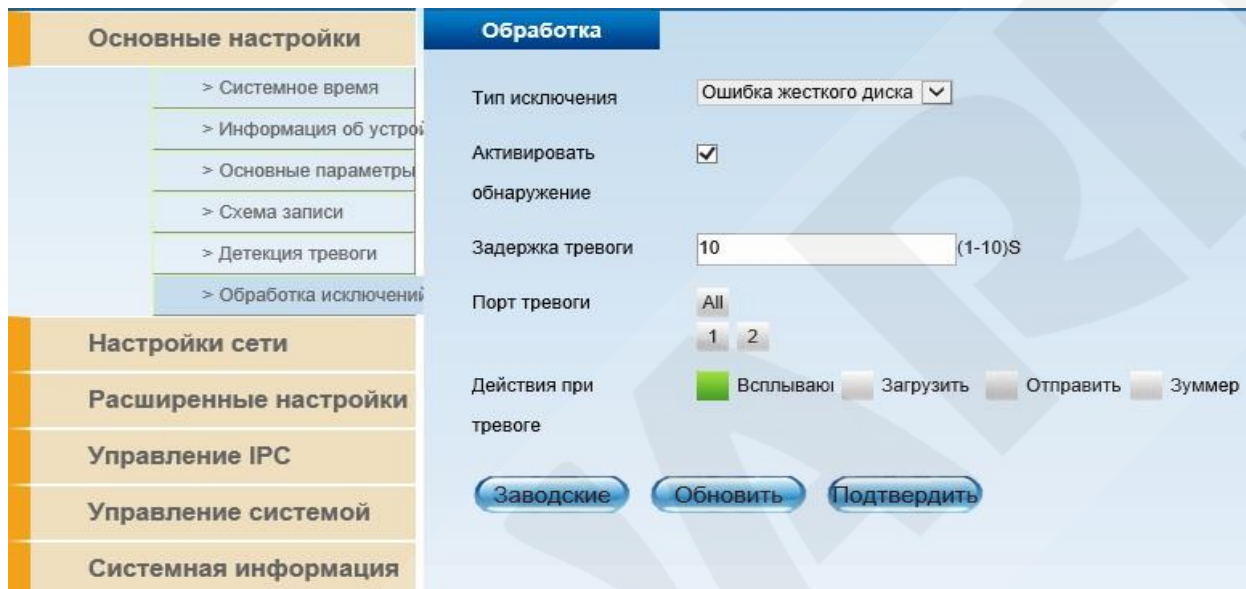 Основные настройки
> Системное время
> Информация об устрой
> Основные параметры
> Схема записи
> Детекция тревоги
> Обработка исключений
Настройки сети
Расширенные настройки
Управление IPC
Управление системой
Системная информация
Обработка
Тип исключения Ошибка жесткого диска
Активировать
обнаружение
Задержка тревоги 10 (1-10)S
Порт тревоги All
1 2
Действия при Всплываю Загрузить Отправить Зуммер
тревоге
Заводские Обновить Подтвердить